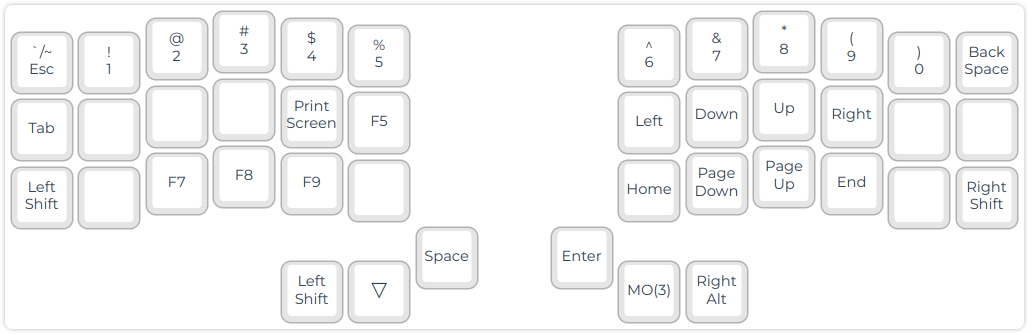 `/~
Esc
!
1
@
2
#
3
$
4
%
5
^
6
&
7
*
8
(
9
)
0
Back
Space
Tab
Print
Screen
F5
Left
Down
Up
Right
Left
Shift
F7
F8
F9
Home
Page
Down
Page
Up
End
Right
Shift
Space
Enter
Left
Shift
▽
MO(3)
Right
Alt